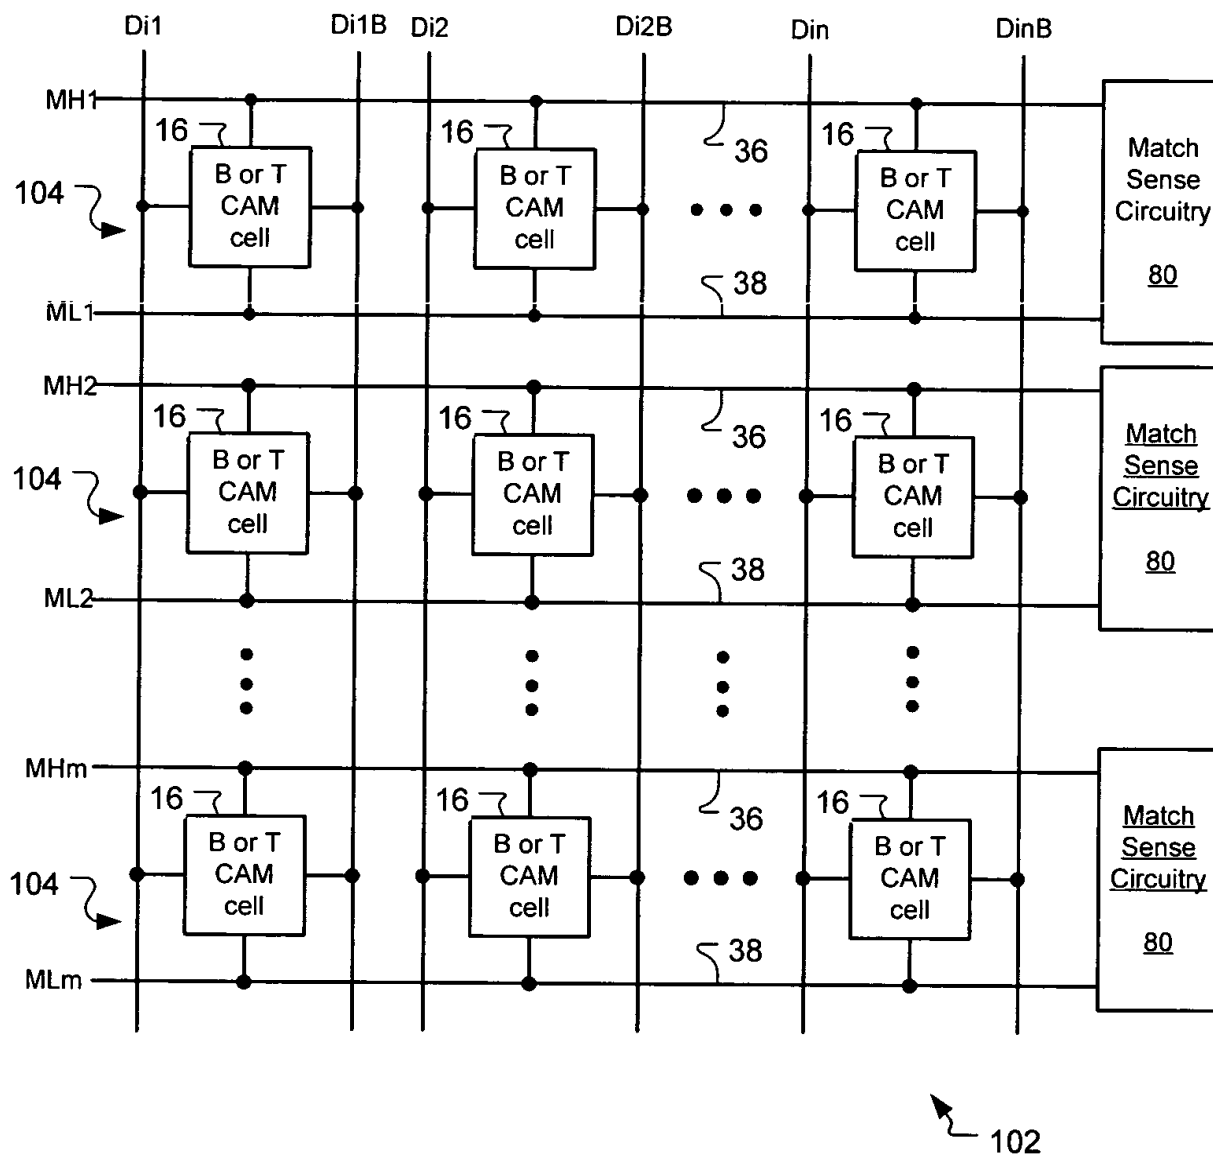 Di1 Di1B Di2 Di2B Din DinB
MH1
16 16 36 16
B or T
CAM
cell
B or T
CAM
cell
B or T
CAM
cell
Match
Sense
Circuitry
80
104
38
ML1
MH2
16 16 36 16
B or T
CAM
cell
B or T
CAM
cell
B or T
CAM
cell
Match
Sense
Circuitry
80
104
38
ML2
MHm
16 16 36 16
B or T
CAM
cell
B or T
CAM
cell
B or T
CAM
cell
Match
Sense
Circuitry
80
104
38
MLm
102